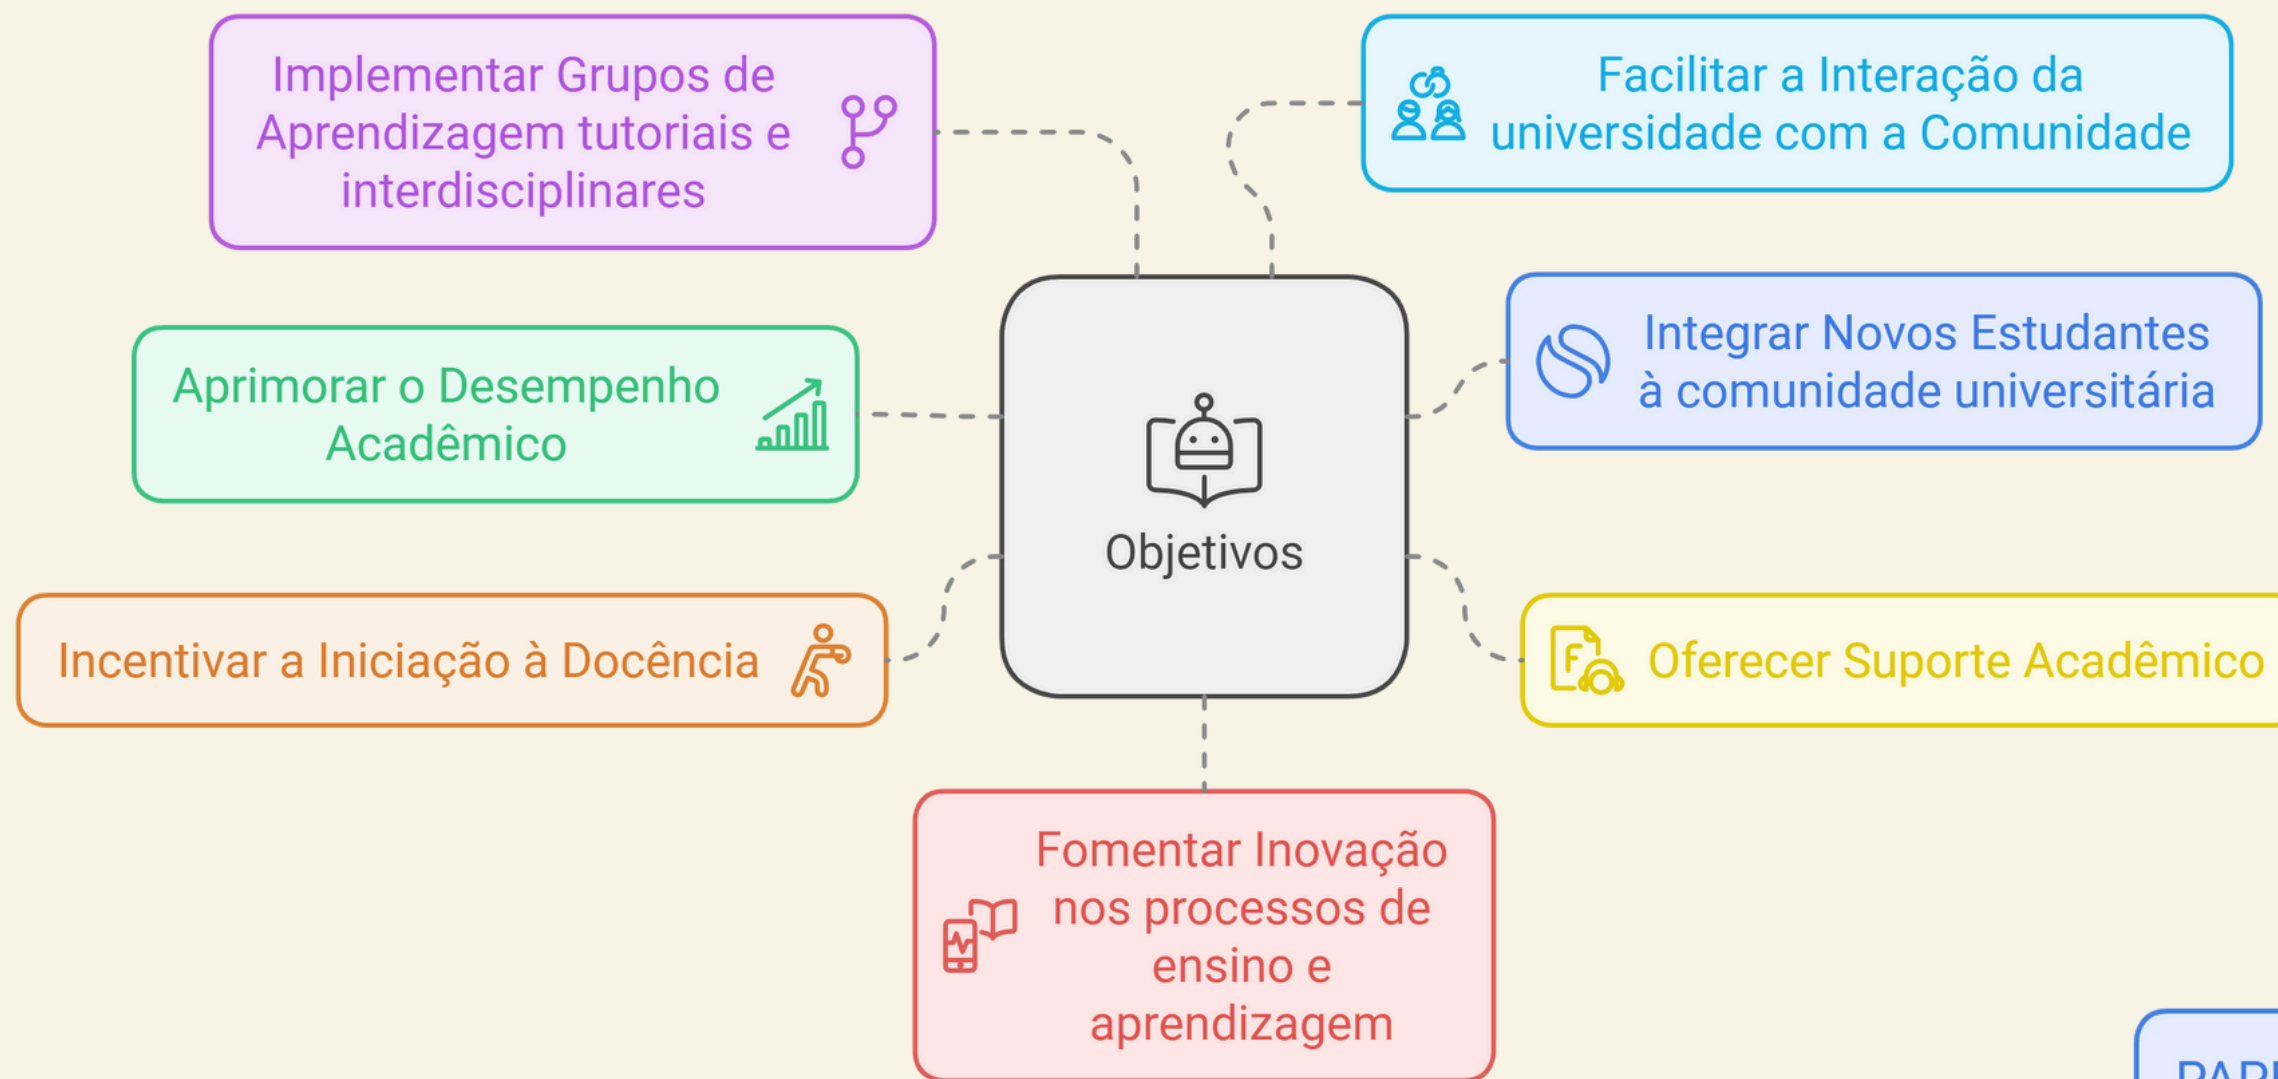 Implementar Grupos de
Aprendizagem tutoriais e
interdisciplinares
Facilitar a Interação da
universidade com a Comunidade
Aprimorar o Desempenho
Acadêmico
Integrar Novos Estudantes
à comunidade universitária
Objetivos
Incentivar a Iniciação à Docência
Oferecer Suporte Acadêmico
Fomentar Inovação
nos processos de
ensino e
aprendizagem